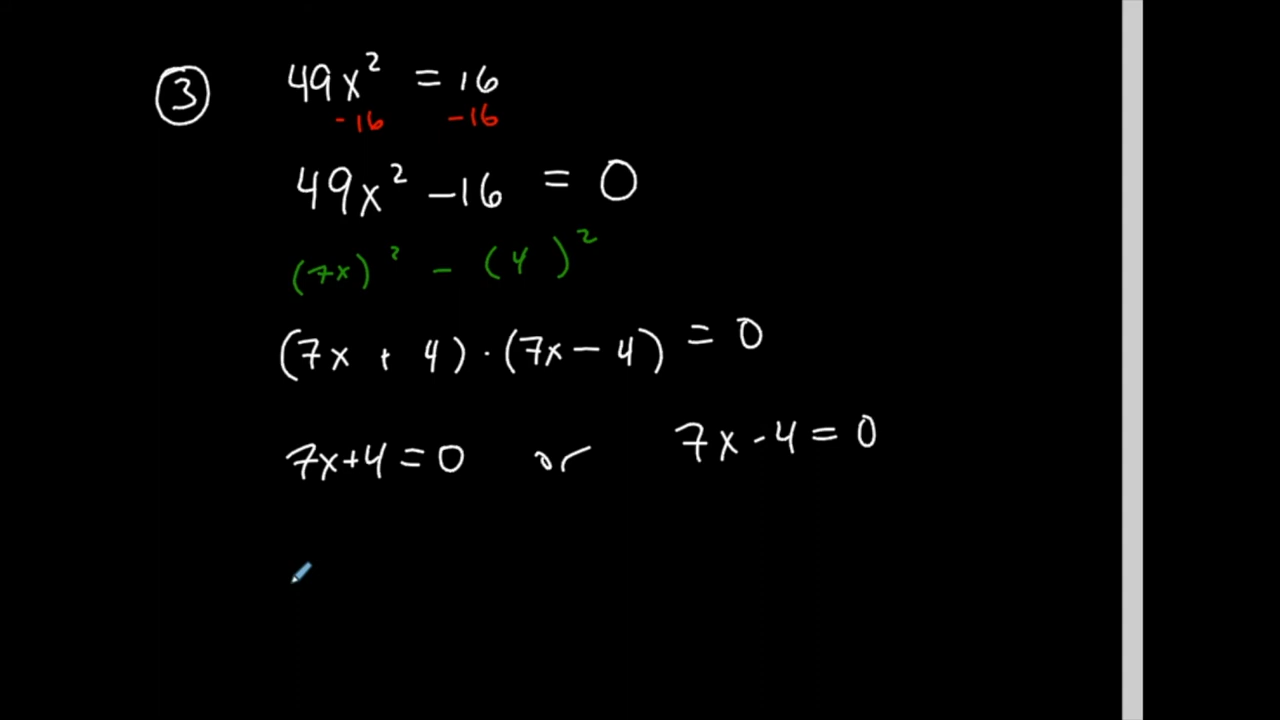 ③ 49x² = 16
-16 -16
49x² -16 = 0
(7x)² - (4)²
(7x + 4) · (7x - 4) = 0
7x+4=0 or 7x-4=0